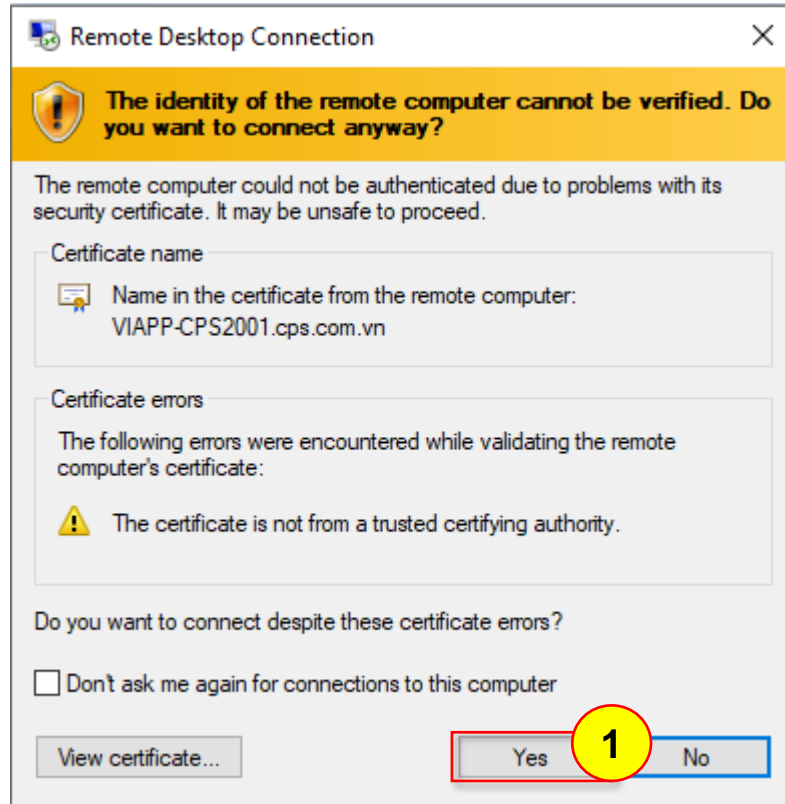 Remote Desktop Connection
The identity of the remote computer cannot be verified. Do
you want to connect anyway?
The remote computer could not be authenticated due to problems with its
security certificate. It may be unsafe to proceed.
Certificate name
Name in the certificate from the remote computer:
VIAPP-CPS2001.cps.com.vn
Certificate errors
The following errors were encountered while validating the remote
computer's certificate:
The certificate is not from a trusted certifying authority.
Do you want to connect despite these certificate errors?
Don't ask me again for connections to this computer
View certificate... Yes 1 No